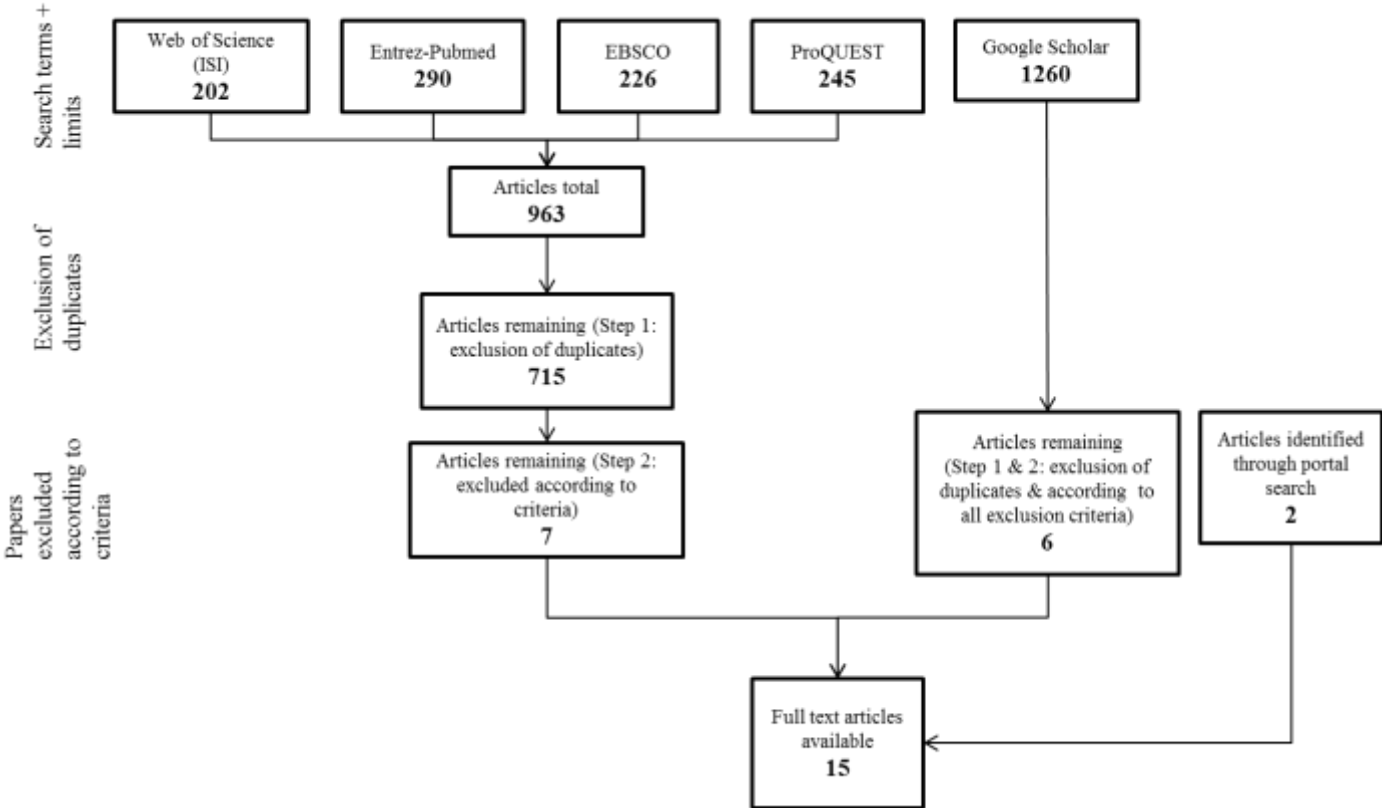 Search terms +
limits
Web of Science
(ISI)
202
Entrez-Pubmed
290
EBSCO
226
ProQUEST
245
Google Scholar
1260
Articles total
963
Exclusion of
duplicates
Articles remaining (Step 1:
exclusion of duplicates)
715
Papers
excluded
according to
criteria
Articles remaining (Step 2:
excluded according to
criteria)
7
Articles remaining
(Step 1 & 2: exclusion of
duplicates & according to
all exclusion criteria)
6
Articles identified
through portal
search
2
Full text articles
available
15